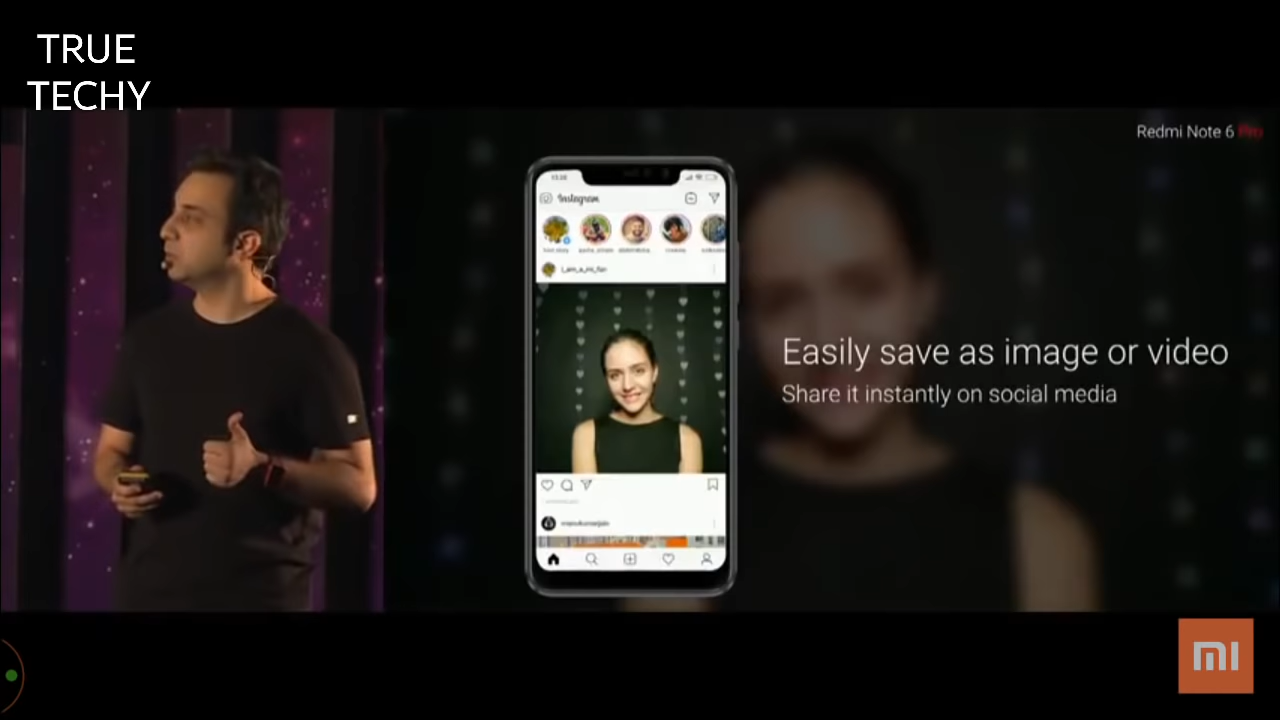 TRUE
TECHY
Redmi Note 6 Pro
Instagram
i_am_a_mi_fan
Easily save as image or video
Share it instantly on social media
MI